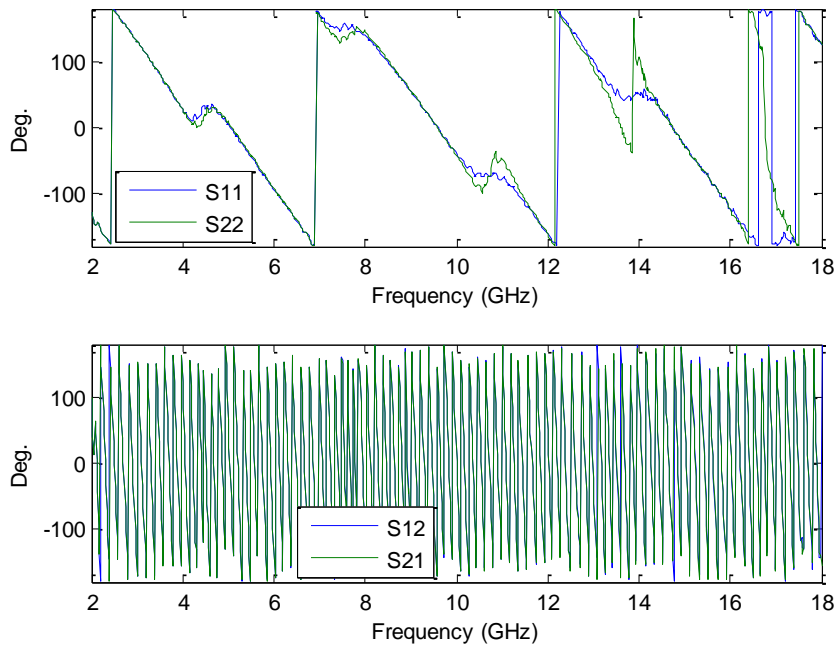 100
0
-100
Deg.
S11
S22
2 4 6 8 10 12 14 16 18
Frequency (GHz)
100
0
-100
Deg.
S12
S21
2 4 6 8 10 12 14 16 18
Frequency (GHz)